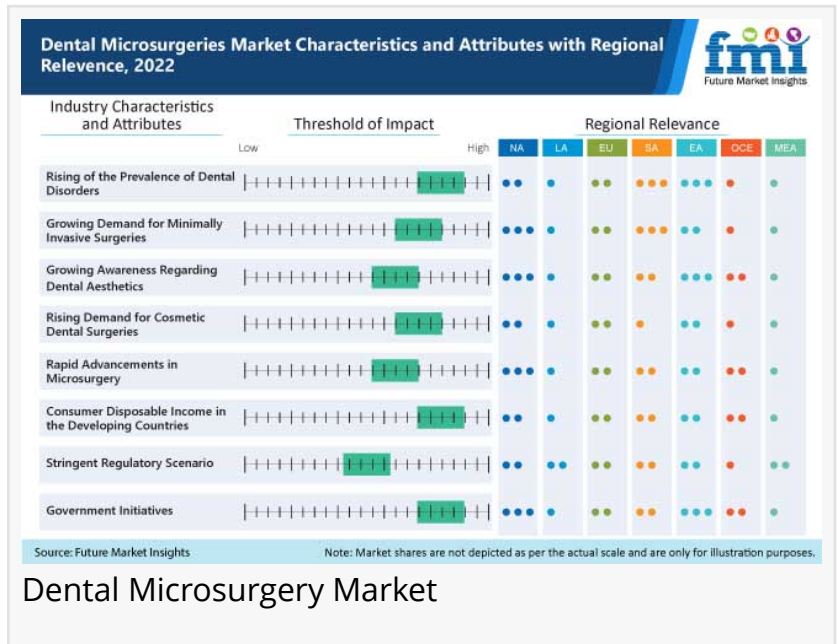 Dental Microsurgeries Market Characteristics and Attributes with Regional
Relevence, 2022
fmi
Future Market Insights
Industry Characteristics
and Attributes
Threshold of Impact
Regional Relevance
Low
High
NA
LA
EU
SA
EA
OCE
MEA
Rising of the Prevalence of Dental
Disorders
Growing Demand for Minimally
Invasive Surgeries
Growing Awareness Regarding
Dental Aesthetics
Rising Demand for Cosmetic
Dental Surgeries
Rapid Advancements in
Microsurgery
Consumer Disposable Income in
the Developing Countries
Stringent Regulatory Scenario
Government Initiatives
Source: Future Market Insights
Note: Market shares are not depicted as per the actual scale and are only for illustration purposes.
Dental Microsurgery Market